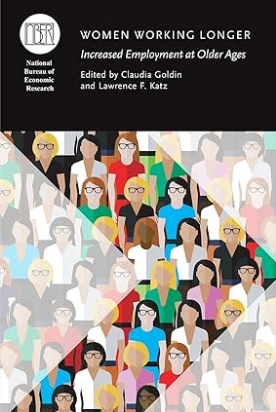 NBER
National
Bureau of
Economic
Research
WOMEN WORKING LONGER
Increased Employment at Older Ages
Edited by Claudia Goldin
and Lawrence F. Katz